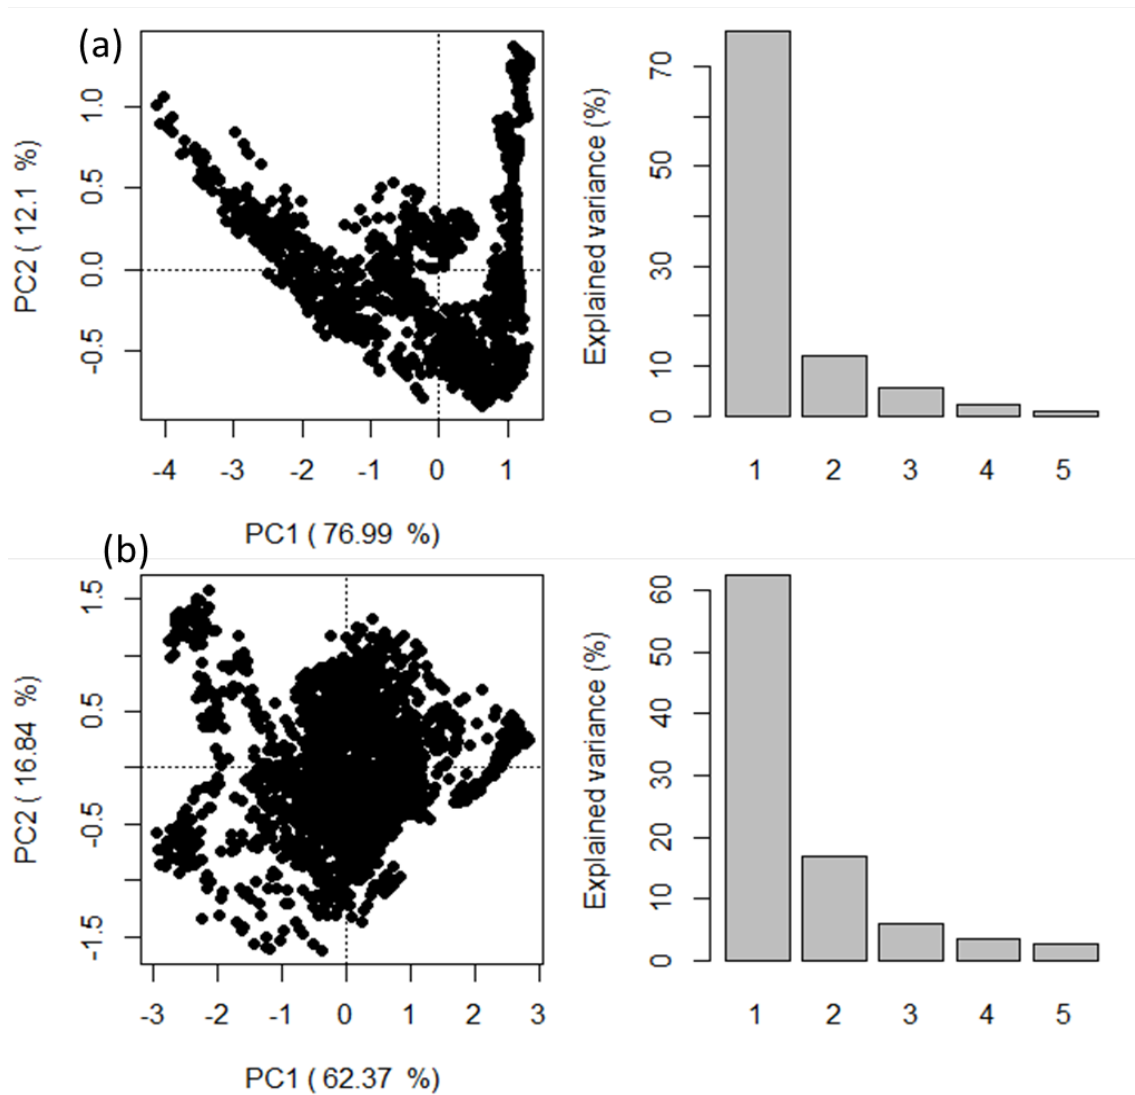 (a)
PC2 ( 12.1 %)
1.0
0.5
0.0
-0.5
-4 -3 -2 -1 0 1
PC1 ( 76.99 %)
Explained variance (%)
70
50
30
10
0
1 2 3 4 5
(b)
PC2 ( 16.84 %)
1.5
0.5
-0.5
-1.5
-3 -2 -1 0 1 2 3
PC1 ( 62.37 %)
Explained variance (%)
60
50
40
30
20
10
0
1 2 3 4 5